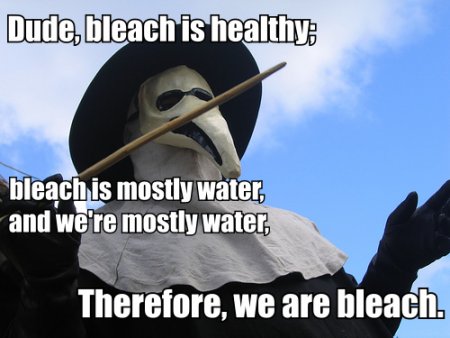 Dude, bleach is healthy;
bleach is mostly water,
and we're mostly water,
Therefore, we are bleach.